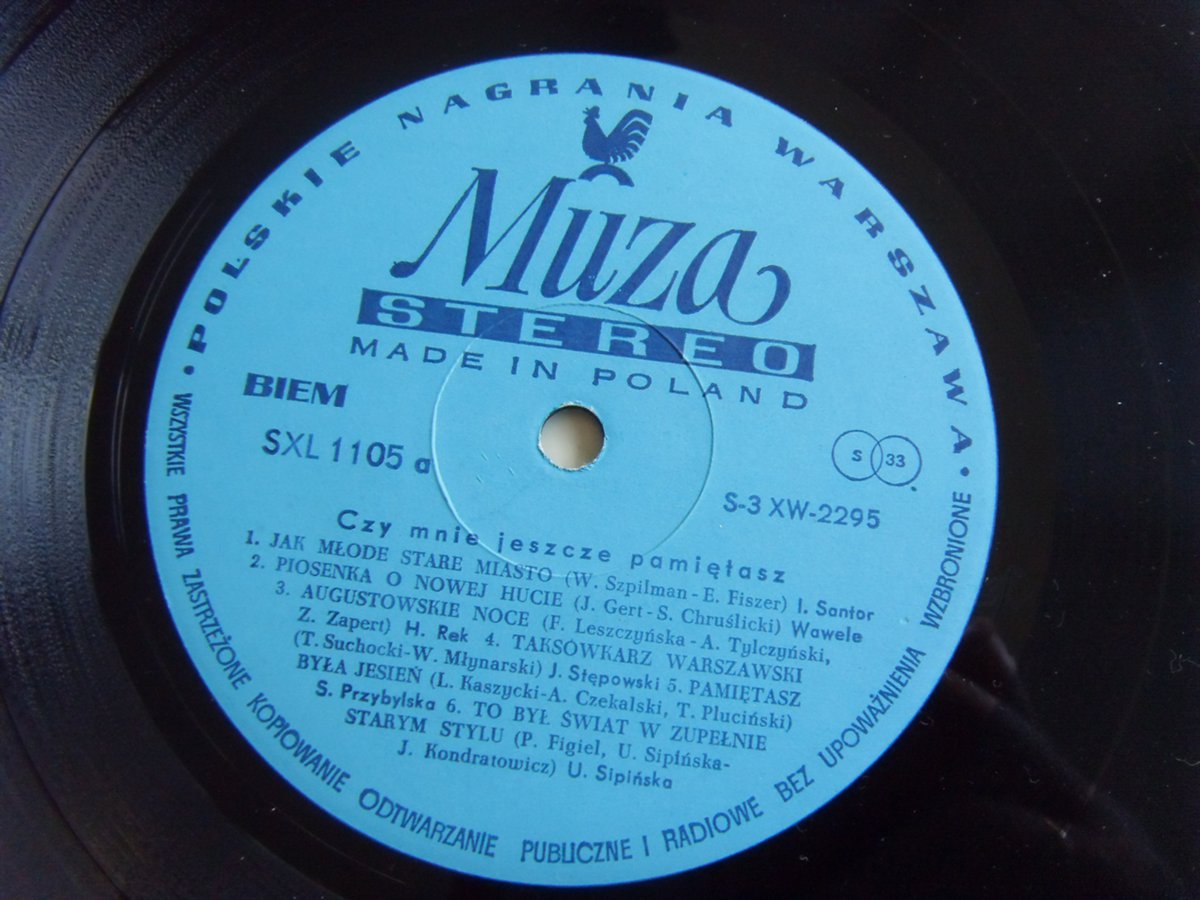 • POLSKIE NAGRANIA WARSZAWA •
Muza
STEREO
MADE IN POLAND
BIEM
SXL 1105 a
S 33
S-3 XW-2295
Czy mnie jeszcze pamiętasz
1. JAK MŁODE STARE MIASTO (W. Szpilman - E. Fiszer) I. Santor
2. PIOSENKA O NOWEJ HUCIE (J. Gert - S. Chruślicki) Wawele
3. AUGUSTOWSKIE NOCE (F. Leszczyńska - A. Tylczyński,
Z. Zapert) H. Rek 4. TAKSÓWKARZ WARSZAWSKI
(T. Suchocki-W. Młynarski) J. Stępowski 5. PAMIĘTASZ
BYŁA JESIEŃ (L. Kaszycki-A. Czekalski, T. Pluciński)
S. Przybylska 6. TO BYŁ ŚWIAT W ZUPEŁNIE
STARYM STYLU (P. Figiel, U. Sipińska-
J. Kondratowicz) U. Sipińska
WSZYSTKIE PRAWA ZASTRZEŻONE KOPIOWANIE ODTWARZANIE PUBLICZNE I RADIOWE BEZ UPOWAŻNIENIA WZBRONIONE